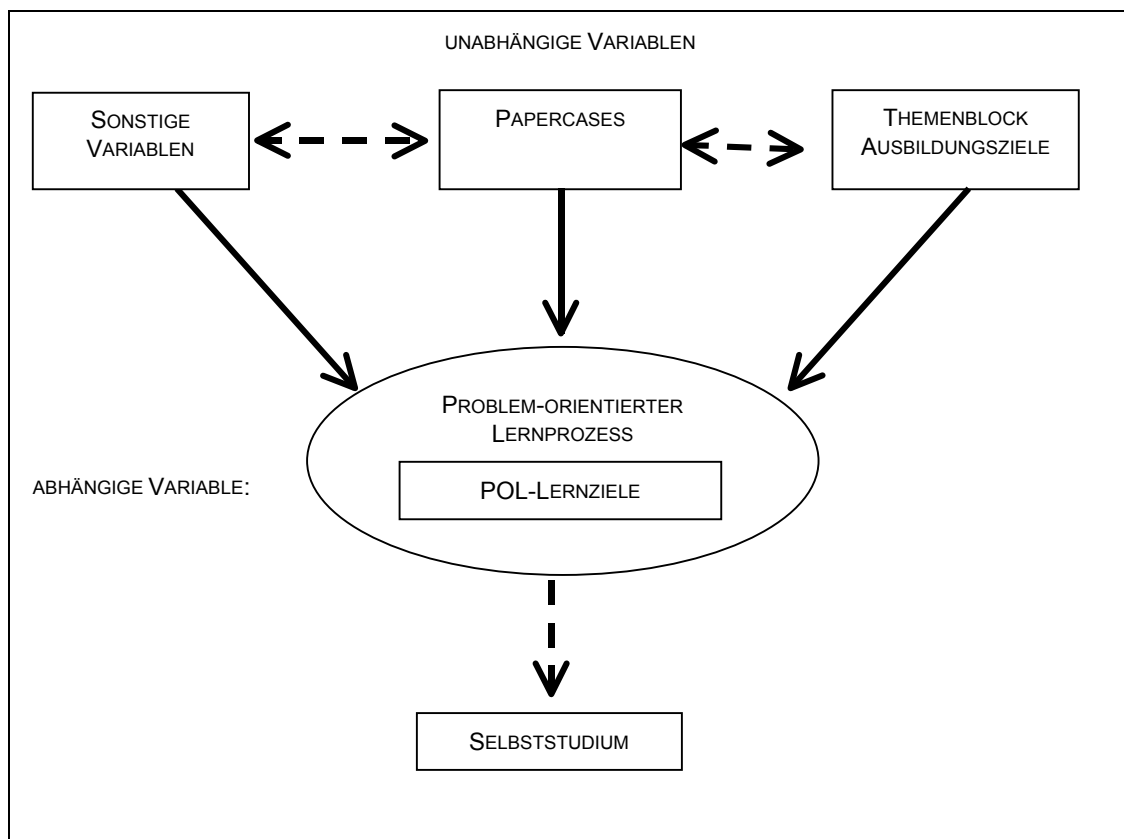 UNABHÄNGIGE VARIABLEN
SONSTIGE
VARIABLEN
PAPERCASES
THEMENBLOCK
AUSBILDUNGSZIELE
PROBLEM-ORIENTIERTER
LERNPROZESS
ABHÄNGIGE VARIABLE:
POL-LERNZIELE
SELBSTSTUDIUM